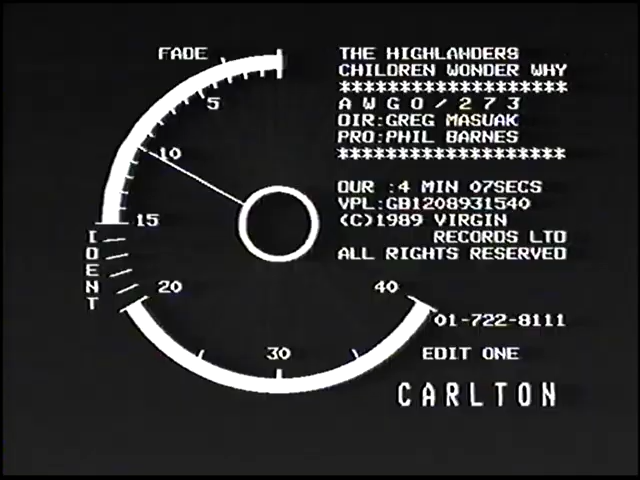 FADE
5
10
15
IDENT
20
30
40
THE HIGHLANDERS
CHILDREN WONDER WHY
*******************
AWGO/273
DIR:GREG MASUAK
PRO:PHIL BARNES
*******************
DUR :4 MIN 07SECS
VPL:GB1208931540
(C)1989 VIRGIN
RECORDS LTD
ALL RIGHTS RESERVED
01-722-8111
EDIT ONE
CARLTON